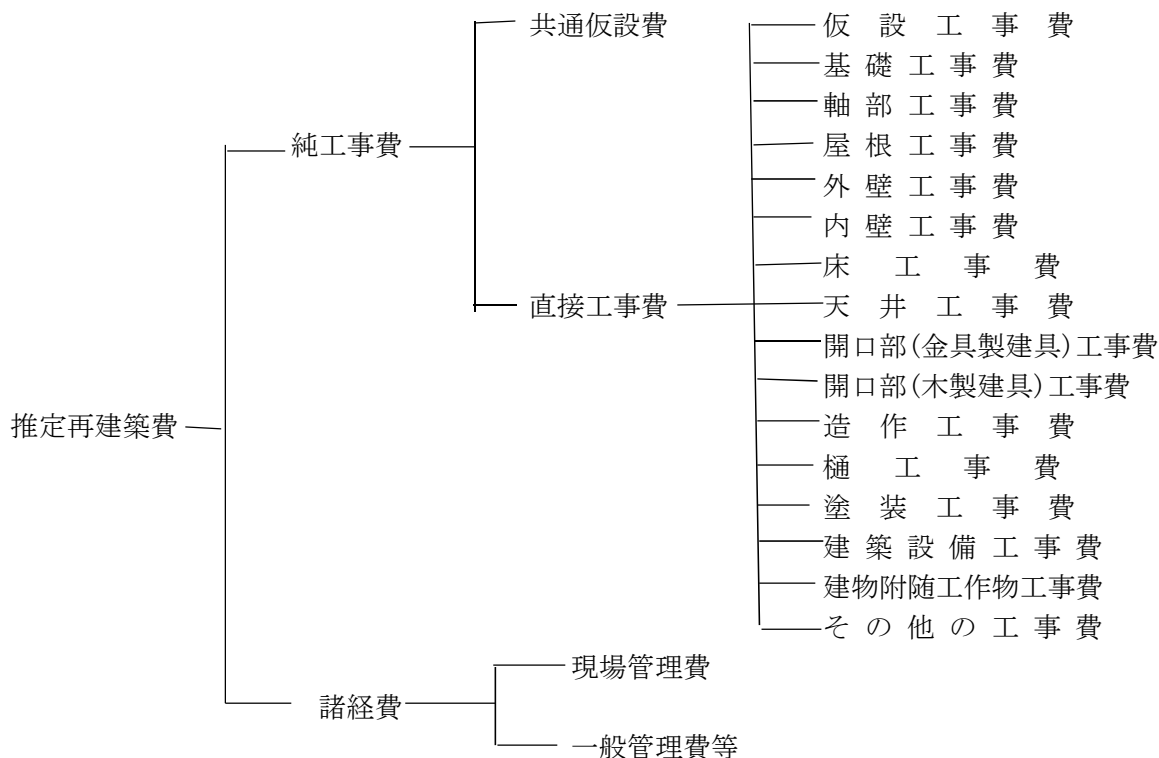 共通仮設費
仮設工事費
基礎工事費
軸部工事費
純工事費
屋根工事費
外壁工事費
内壁工事費
床工事費
直接工事費
天井工事費
開口部(金具製建具)工事費
開口部(木製建具)工事費
推定再建築費
造作工事費
樋工事費
塗装工事費
建築設備工事費
建物附随工作物工事費
その他の工事費
現場管理費
諸経費
一般管理費等